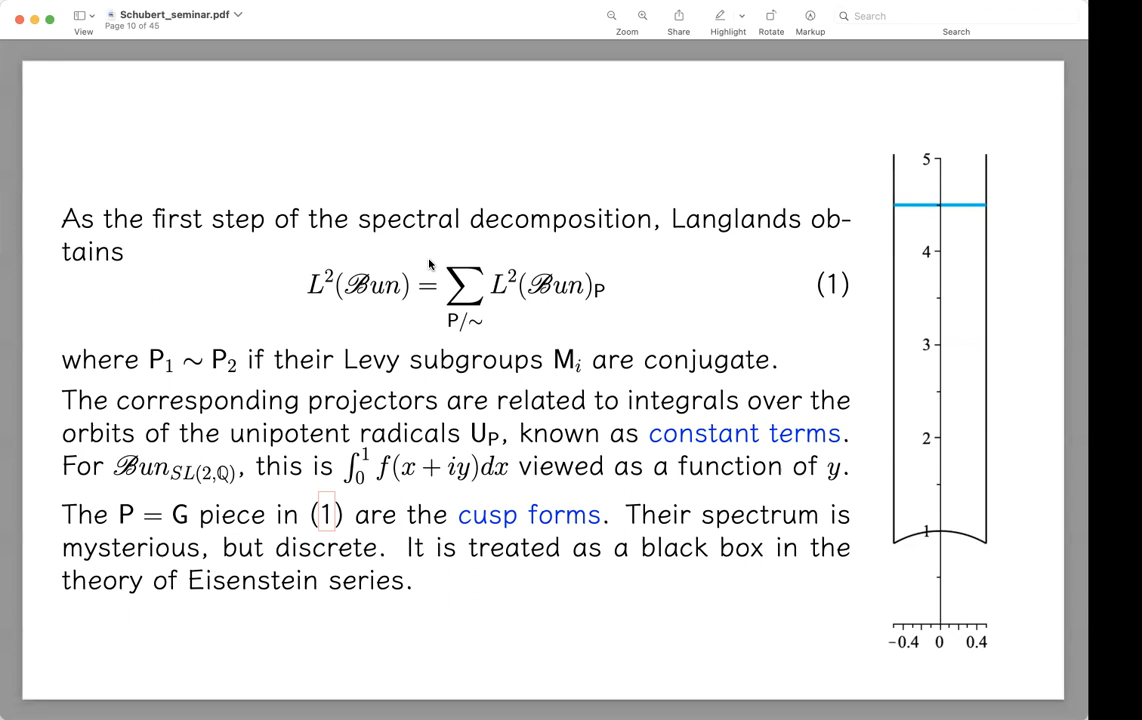 Schubert_seminar.pdf
Page 10 of 45
View
Zoom
Share
Highlight
Rotate
Markup
Search
Search
As the first step of the spectral decomposition, Langlands ob-
tains
L²(ℬun) = ∑ L²(ℬun)_P (1)
P/∼
where P₁ ∼ P₂ if their Levy subgroups Mᵢ are conjugate.
The corresponding projectors are related to integrals over the
orbits of the unipotent radicals U_P, known as constant terms.
For ℬun_SL(2,ℚ), this is ∫₀¹ f(x + iy)dx viewed as a function of y.
The P = G piece in (1) are the cusp forms. Their spectrum is
mysterious, but discrete. It is treated as a black box in the
theory of Eisenstein series.
5
4
3
2
1
−0.4 0 0.4